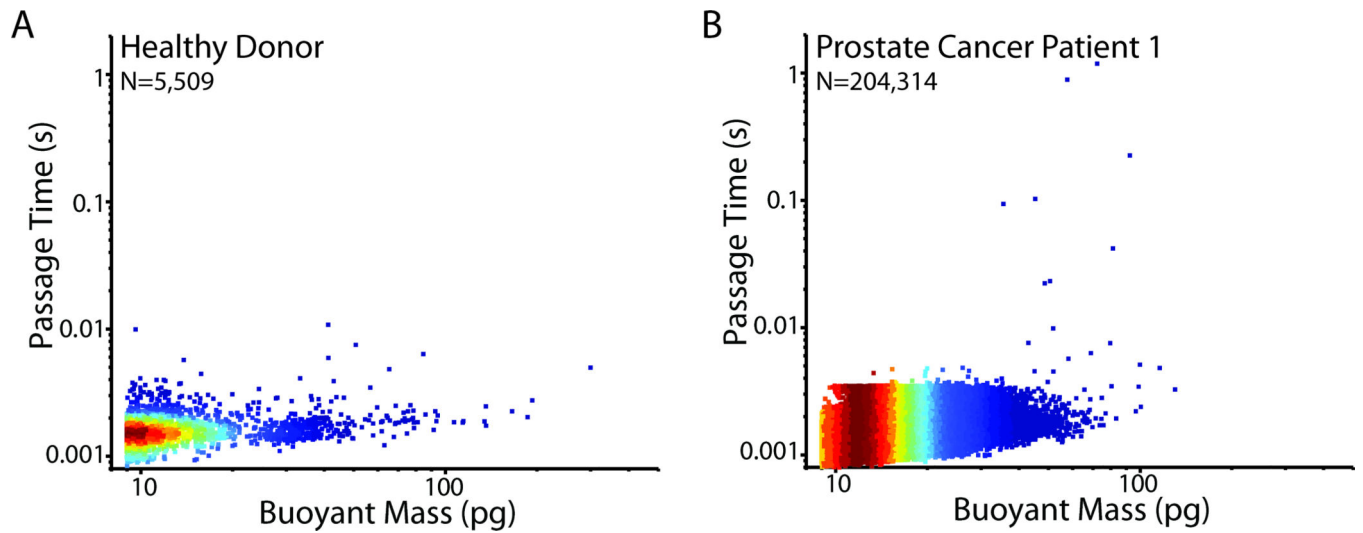 A
Healthy Donor
N=5,509
1
0.1
0.01
0.001
Passage Time (s)
10
100
Buoyant Mass (pg)
B
Prostate Cancer Patient 1
N=204,314
1
0.1
0.01
0.001
Passage Time (s)
10
100
Buoyant Mass (pg)